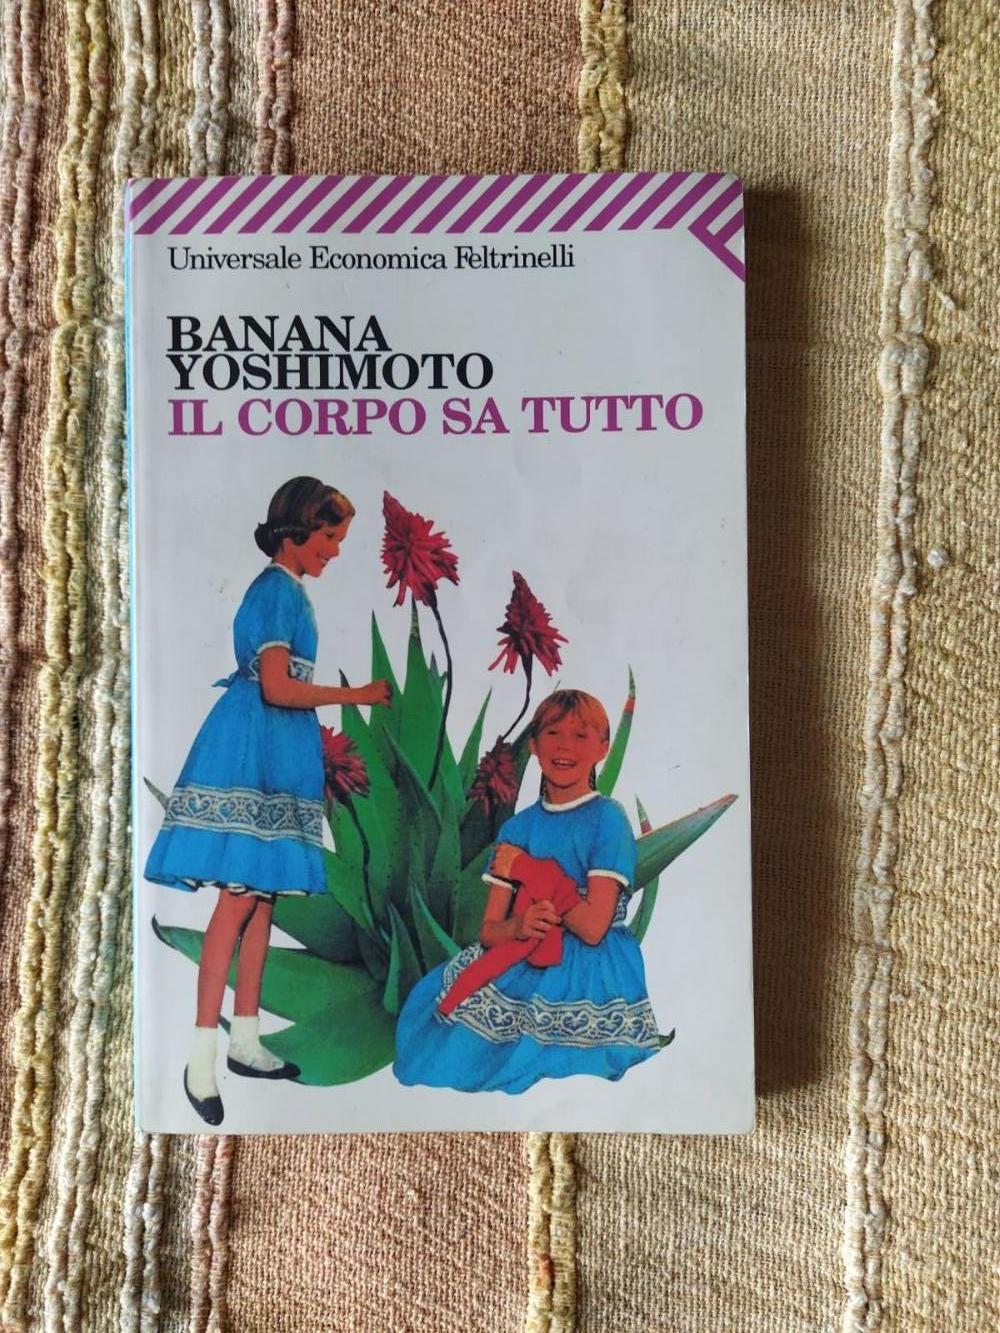 Universale Economica Feltrinelli
BANANA
YOSHIMOTO
IL CORPO SA TUTTO